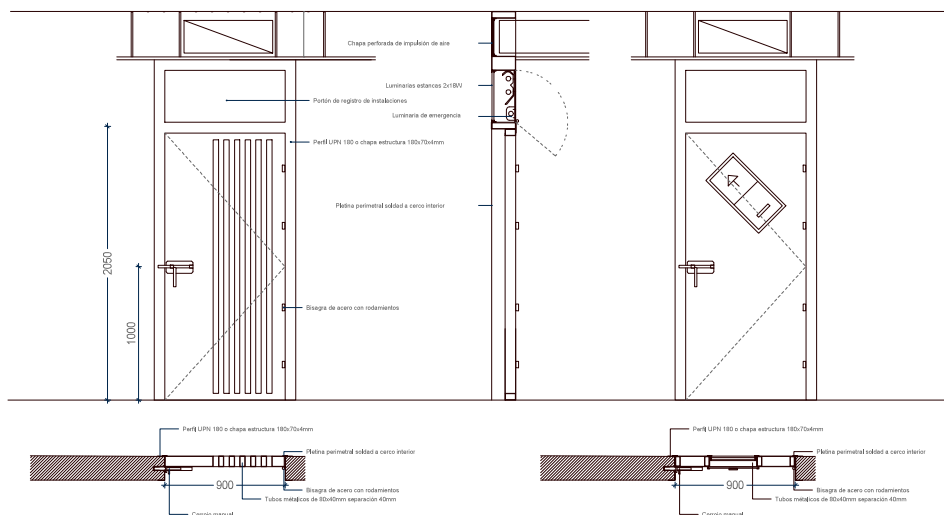 Chapa perforada de impulsión de aire
Luminarias estancas 2x18W
Portón de registro de instalaciones
Luminaria de emergencia
Perfil UPN 180 o chapa estructura 180x70x4mm
Pletina perimetral soldad a cerco interior
2050
1000
Bisagra de acero con rodamientos
Perfil UPN 180 o chapa estructura 180x70x4mm
Pletina perimetral soldad a cerco interior
900
Bisagra de acero con rodamientos
Tubos metálicos de 80x40mm separación 40mm
Cerrojo manual
Perfil UPN 180 o chapa estructura 180x70x4mm
Pletina perimetral soldad a cerco interior
900
Bisagra de acero con rodamientos
Tubos metálicos de 80x40mm separación 40mm
Cerrojo manual